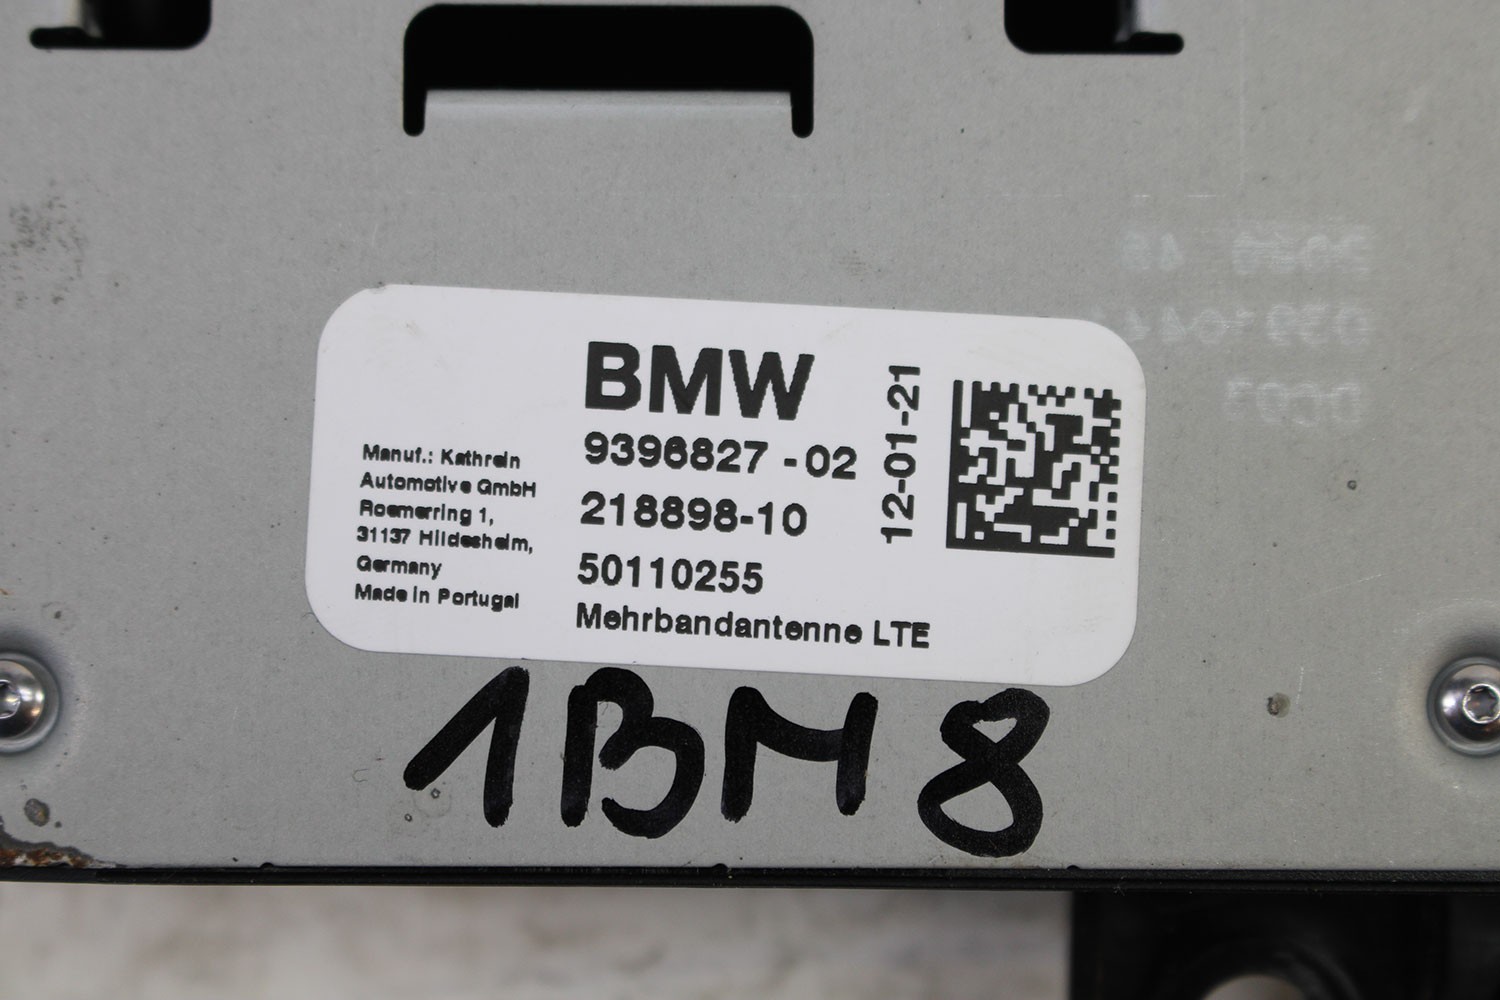 BMW
9396827 - 02
218898-10
50110255
Mehrbandantenne LTE
12-01-21
Manuf.: Kathrein
Automotive GmbH
Roemerring 1,
31137 Hildesheim,
Germany
Made in Portugal
1BM8